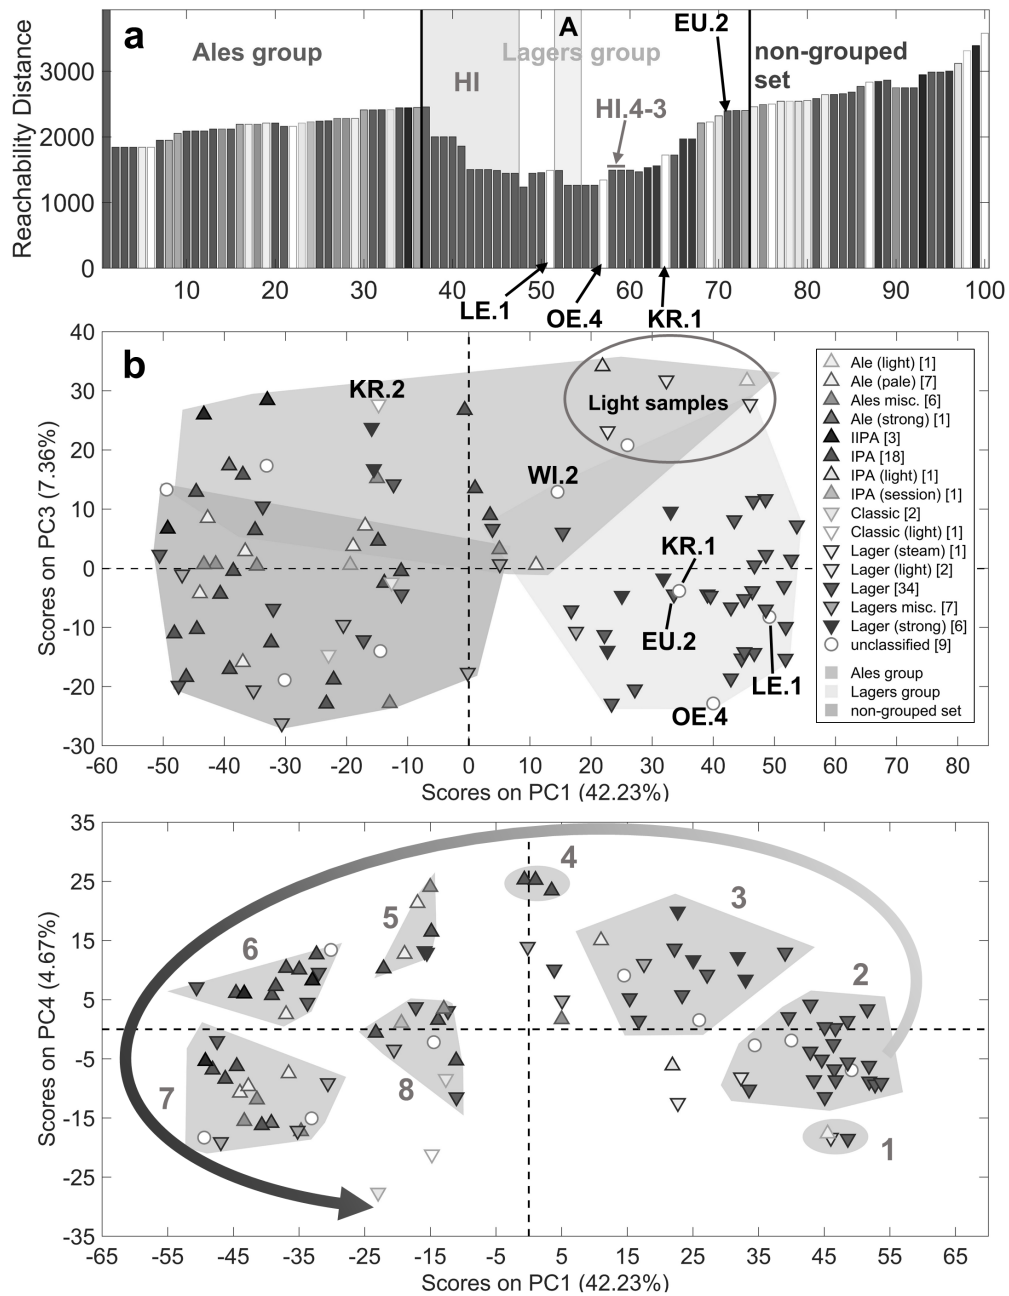 a
A
EU.2
Ales group
Lagers group
non-grouped
set
HI
HI.4-3
Reachability Distance
3000
2000
1000
0
10 20 30 40 50 60 70 80 90 100
LE.1
OE.4
KR.1
b
40
30
20
10
0
-10
-20
-30
Scores on PC3 (7.36%)
KR.2
Light samples
WI.2
KR.1
EU.2
LE.1
OE.4
Ale (light) [1]
Ale (pale) [7]
Ales misc. [6]
Ale (strong) [1]
IIPA [3]
IPA [18]
IPA (light) [1]
IPA (session) [1]
Classic [2]
Classic (light) [1]
Lager (steam) [1]
Lager (light) [2]
Lager [34]
Lagers misc. [7]
Lager (strong) [6]
unclassified [9]
Ales group
Lagers group
non-grouped set
-60 -50 -40 -30 -20 -10 0 10 20 30 40 50 60 70 80
Scores on PC1 (42.23%)
35
25
15
5
-5
-15
-25
-35
Scores on PC4 (4.67%)
4
3
5
6
2
7
8
1
-65 -55 -45 -35 -25 -15 -5 5 15 25 35 45 55 65
Scores on PC1 (42.23%)